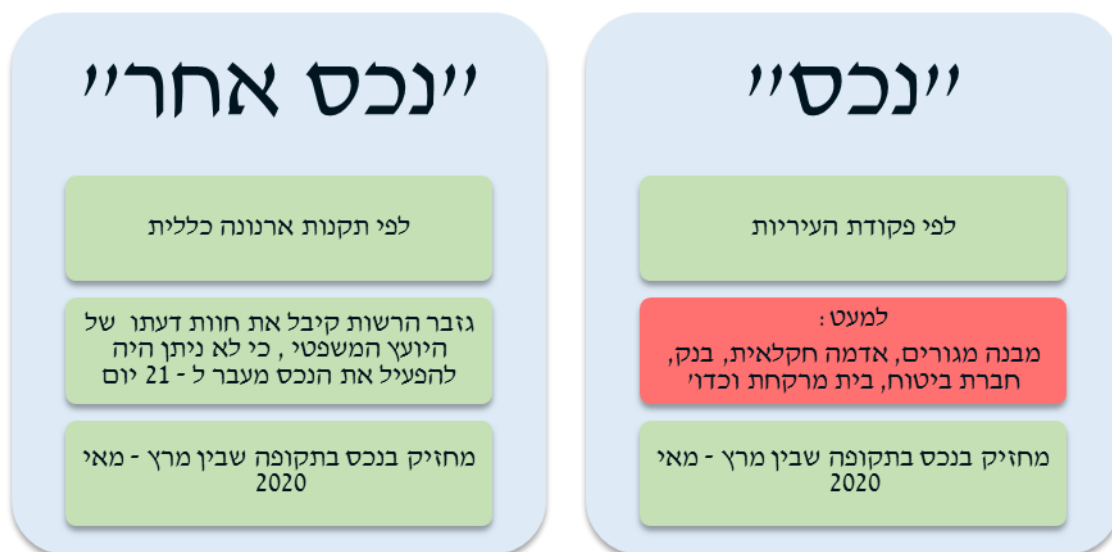 "נכס"
לפי פקודת העיריות
למעט:
מבנה מגורים, אדמה חקלאית, בנק,
חברת ביטוח, בית מרקחת וכדו'
מחזיק בנכס בתקופה שבין מרץ - מאי
2020
"נכס אחר"
לפי תקנות ארנונה כללית
גזבר הרשות קיבל את חוות דעתו של
היועץ המשפטי, כי לא ניתן היה
להפעיל את הנכס מעבר ל - 21 יום
מחזיק בנכס בתקופה שבין מרץ - מאי
2020